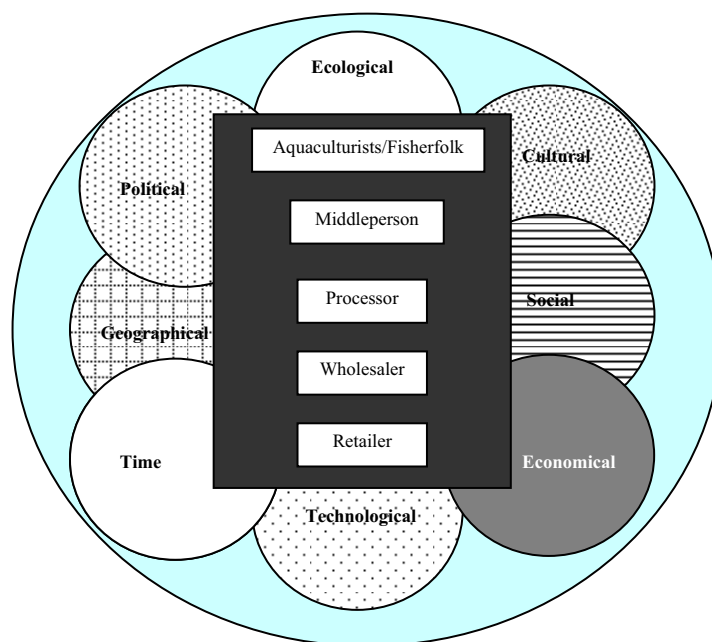 Ecological
Aquaculturists/Fisherfolk
Cultural
Political
Middleperson
Processor
Social
Geographical
Wholesaler
Retailer
Time
Economical
Technological